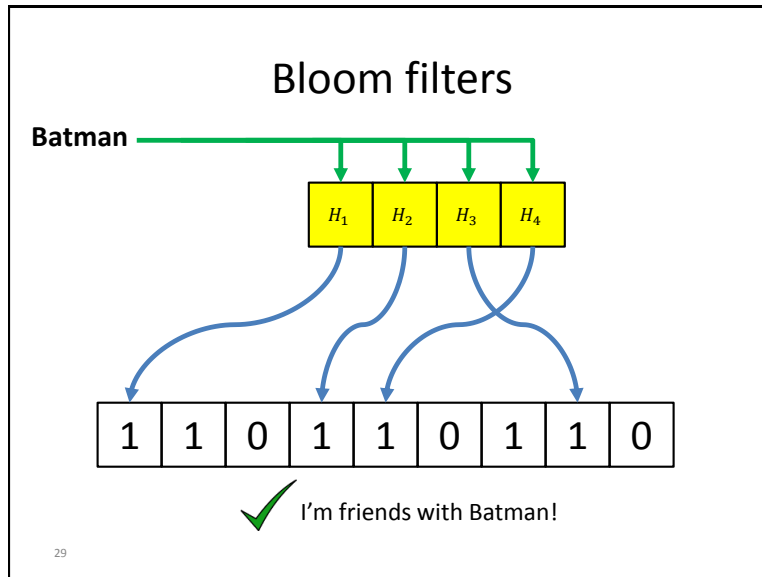 Bloom filters
Batman
H₁ H₂ H₃ H₄
1 1 0 1 1 0 1 1 0
I'm friends with Batman!
29